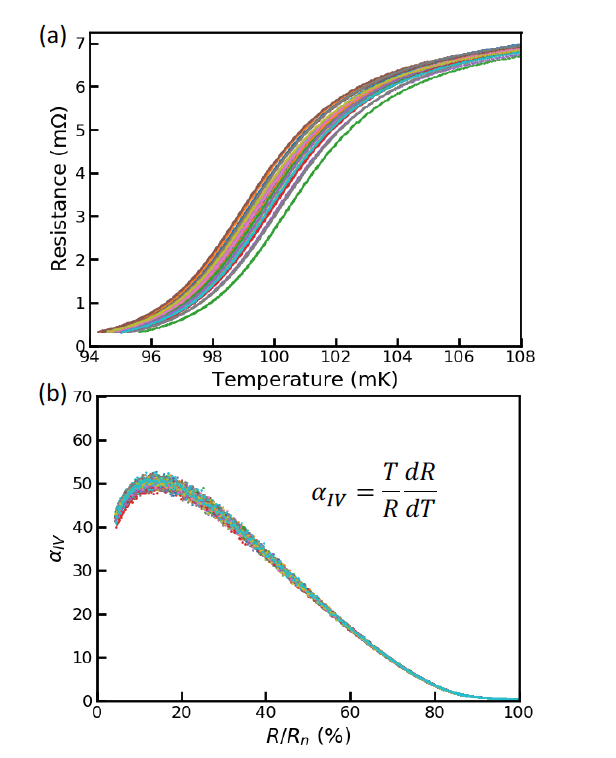 (a)
7
6
5
4
3
2
1
0
Resistance (mΩ)
94 96 98 100 102 104 106 108
Temperature (mK)
(b)
70
60
50
40
30
20
10
0
α_IV
α_IV = T/R dR/dT
0 20 40 60 80 100
R/R_n (%)